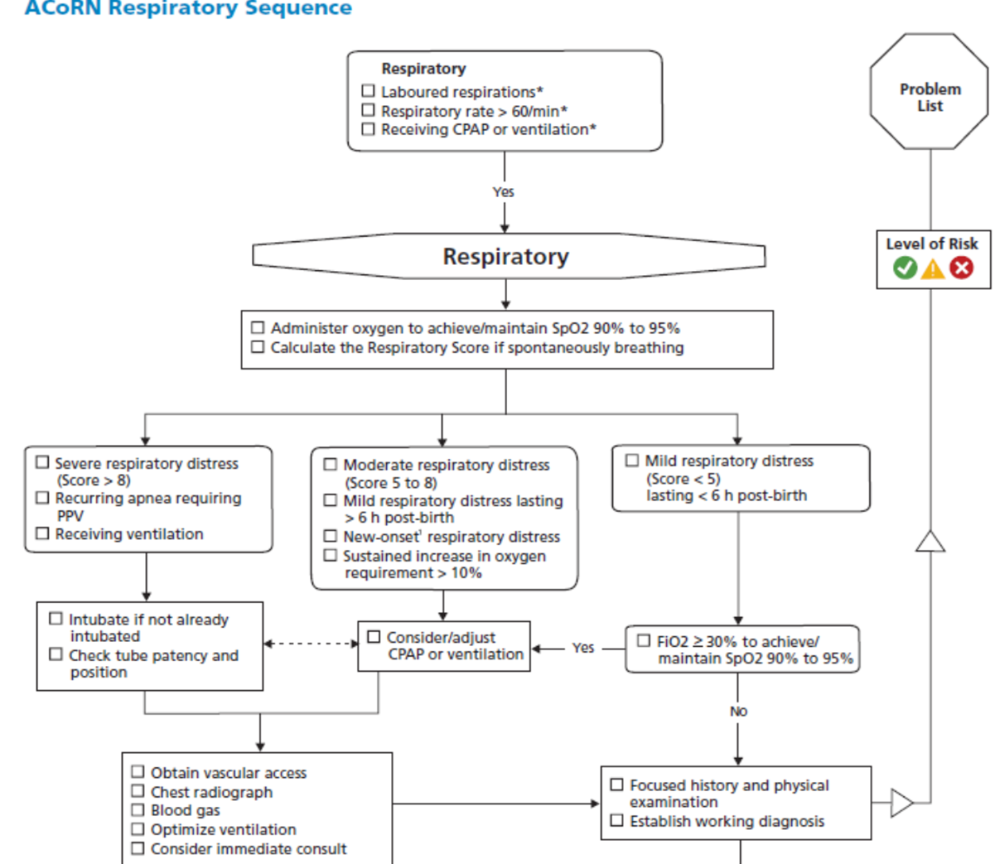 ACoRN Respiratory Sequence
Respiratory
☐ Laboured respirations*
☐ Respiratory rate > 60/min*
☐ Receiving CPAP or ventilation*
Problem
List
Yes
Level of Risk
Respiratory
☐ Administer oxygen to achieve/maintain SpO2 90% to 95%
☐ Calculate the Respiratory Score if spontaneously breathing
☐ Severe respiratory distress
(Score > 8)
☐ Recurring apnea requiring
PPV
☐ Receiving ventilation
☐ Moderate respiratory distress
(Score 5 to 8)
☐ Mild respiratory distress lasting
> 6 h post-birth
☐ New-onset¹ respiratory distress
☐ Sustained increase in oxygen
requirement > 10%
☐ Mild respiratory distress
(Score < 5)
lasting < 6 h post-birth
☐ Intubate if not already
intubated
☐ Check tube patency and
position
☐ Consider/adjust
CPAP or ventilation
Yes
☐ FiO2 ≥ 30% to achieve/
maintain SpO2 90% to 95%
No
☐ Obtain vascular access
☐ Chest radiograph
☐ Blood gas
☐ Optimize ventilation
☐ Consider immediate consult
☐ Focused history and physical
examination
☐ Establish working diagnosis